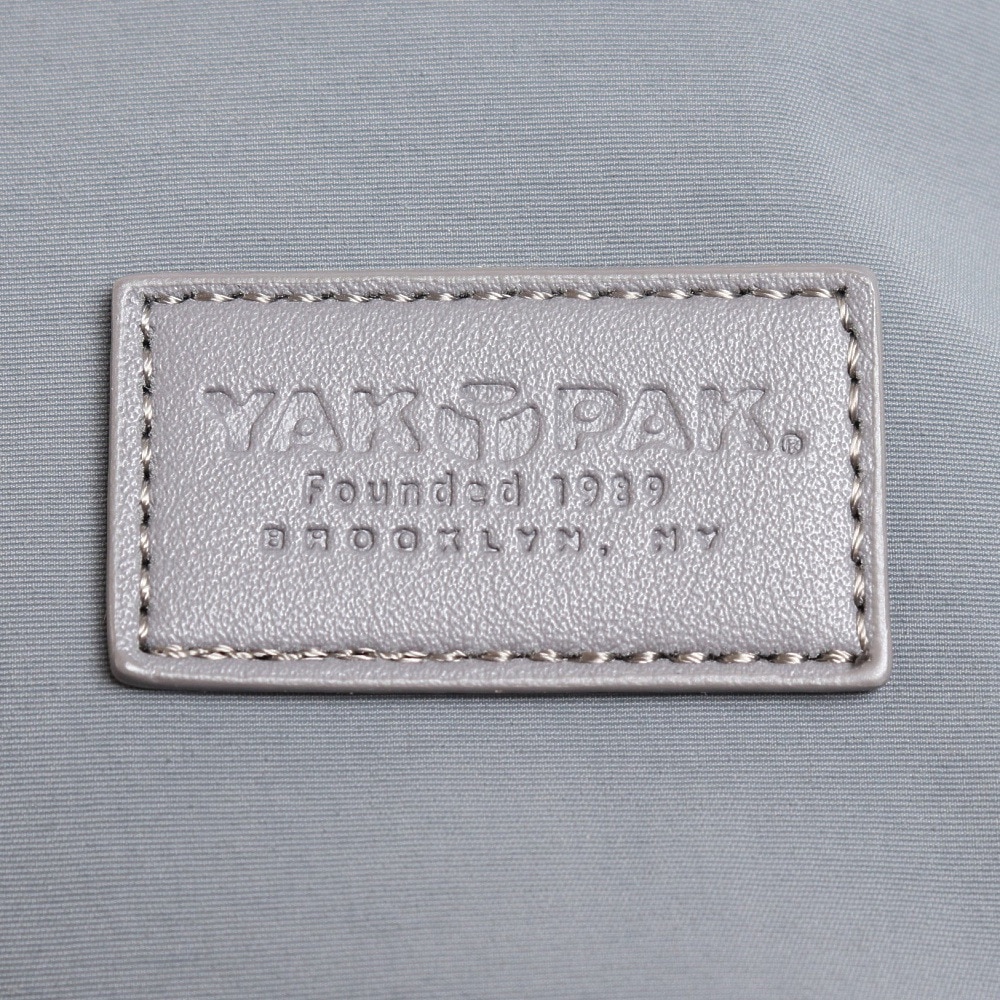 YAK PAK®
Founded 1989
BROOKLYN, NY